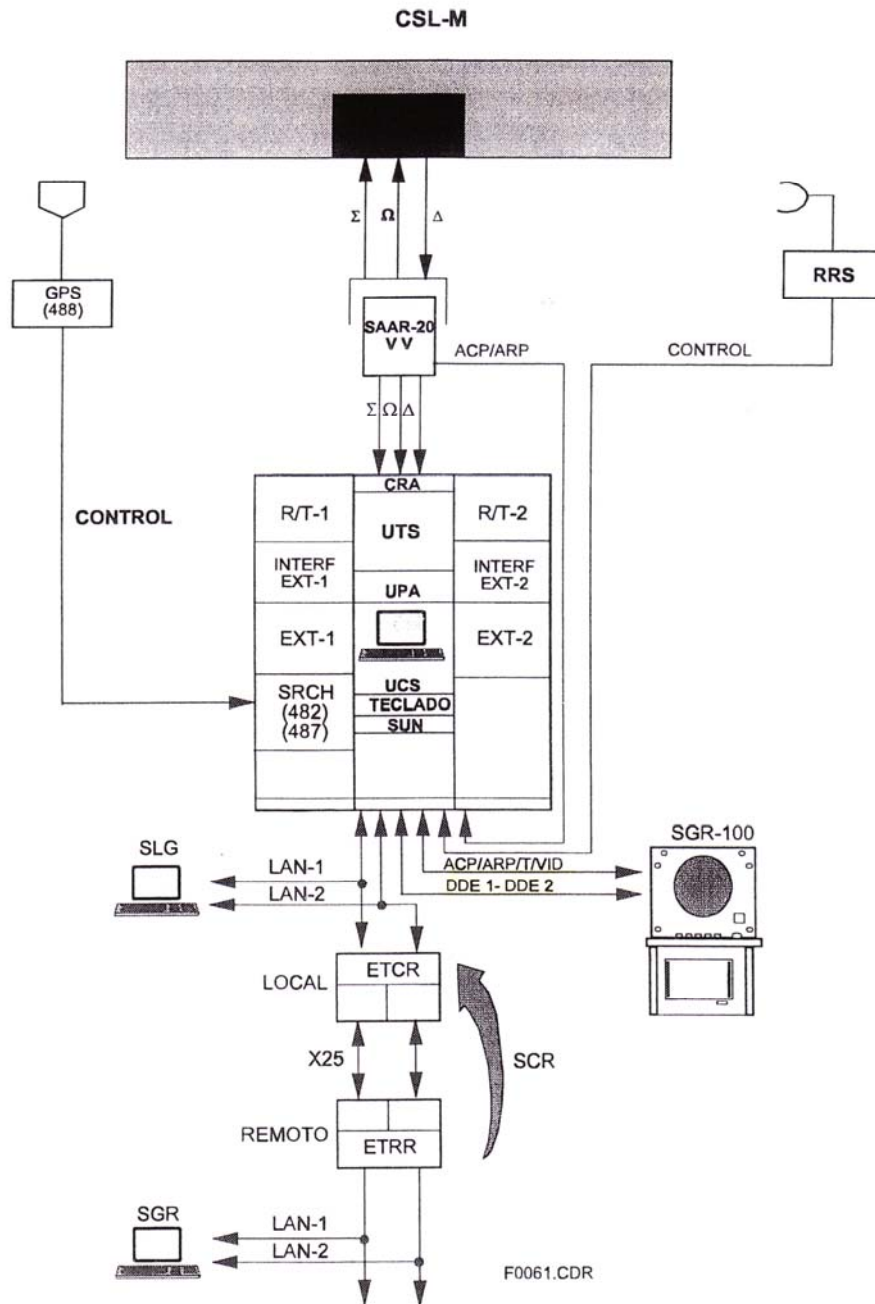 CSL-M
Σ Ω Δ
GPS
(488)
RRS
SAAR-20
V V
ACP/ARP
CONTROL
Σ Ω Δ
CONTROL
CRA
R/T-1
UTS
R/T-2
INTERF
EXT-1
INTERF
EXT-2
UPA
EXT-1
EXT-2
SRCH
(482)
(487)
UCS
TECLADO
SUN
SLG
LAN-1
LAN-2
ACP/ARP/T/VID
DDE 1- DDE 2
SGR-100
LOCAL
ETCR
X25
SCR
REMOTO
ETRR
SGR
LAN-1
LAN-2
F0061.CDR